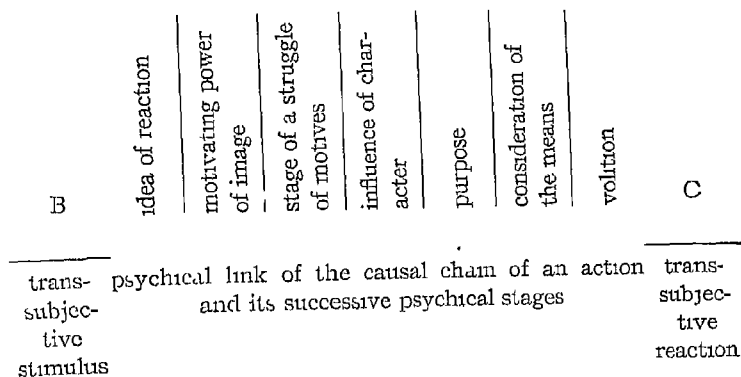 B
idea of reaction
motivating power
of image
stage of a struggle
of motives
influence of char-
acter
purpose
consideration of
the means
volition
C
trans-
subjec-
tive
stimulus
psychical link of the causal chain of an action
and its successive psychical stages
trans-
subjec-
tive
reaction